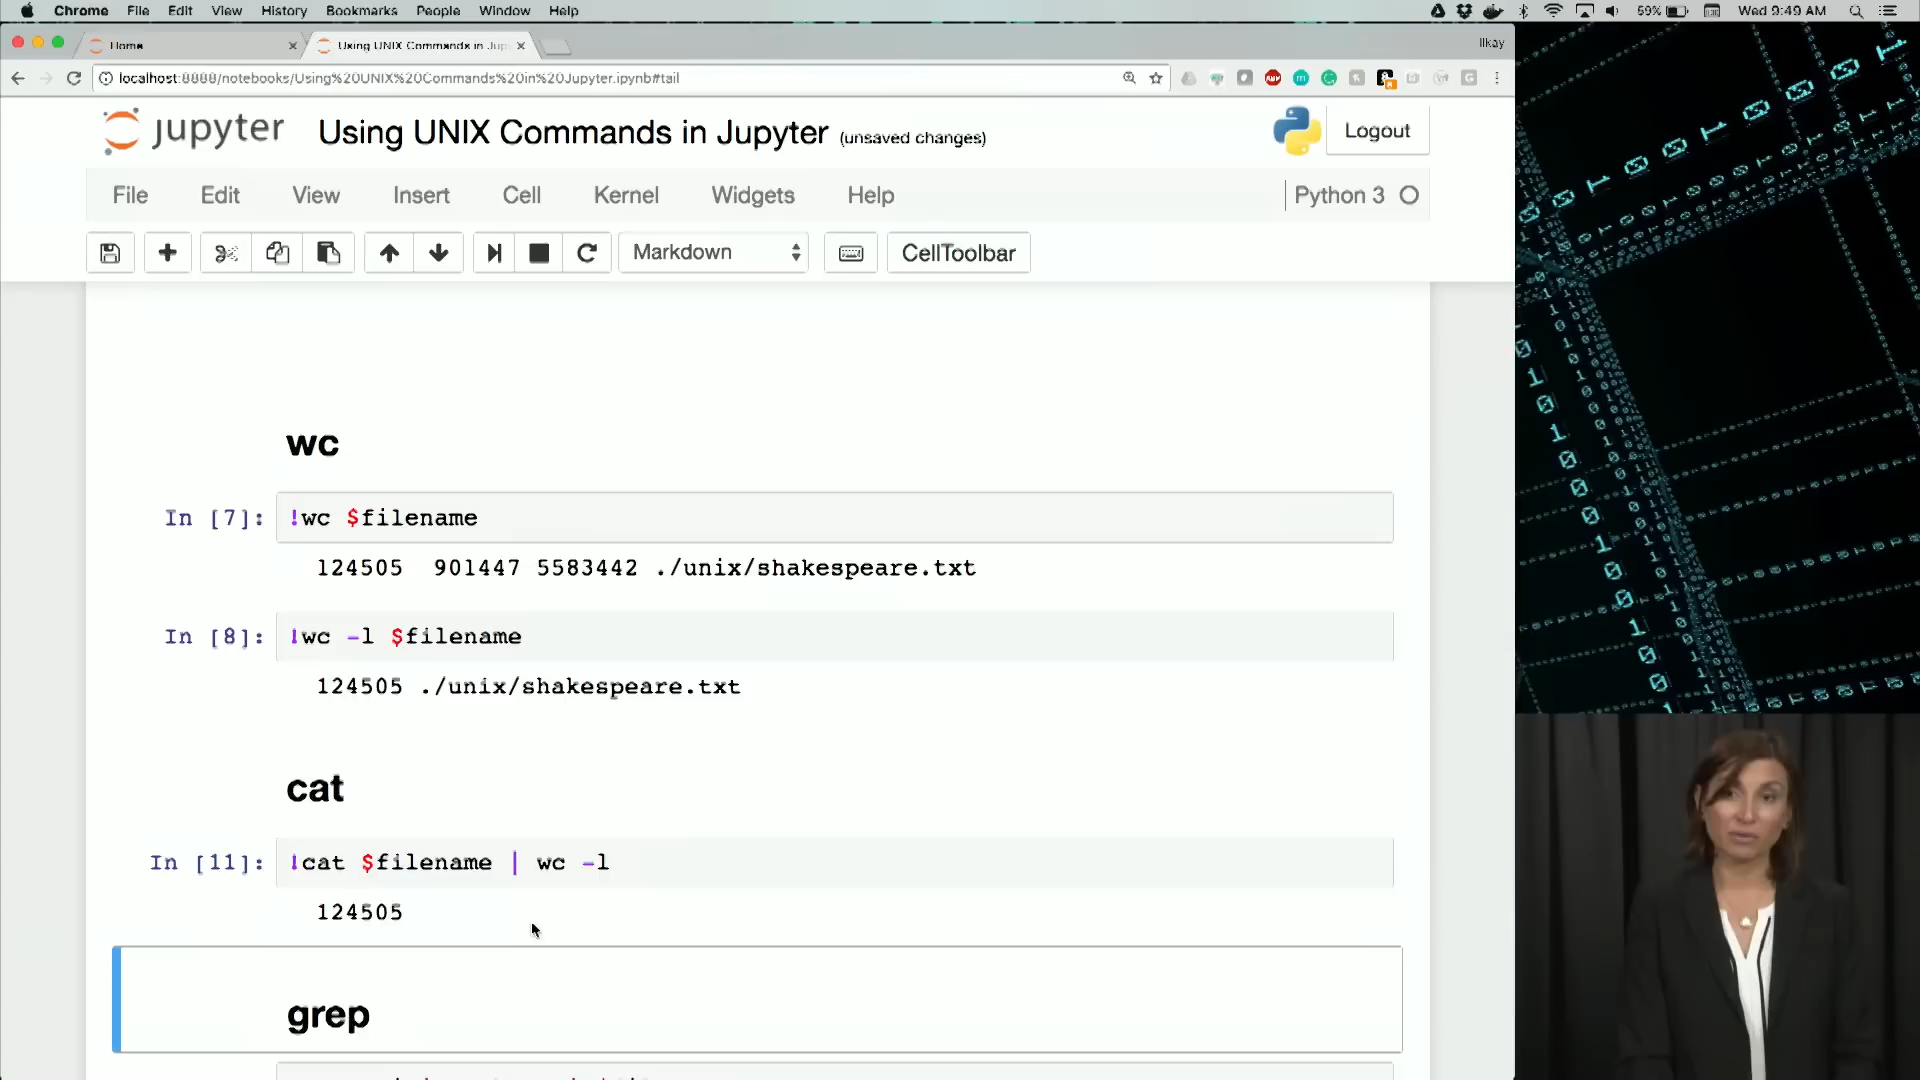 Chrome File Edit View History Bookmarks People Window Help 59% Wed 9:49 AM
Home Using UNIX Commands in Jup Ilkay
localhost:8888/notebooks/Using%20UNIX%20Commands%20in%20Jupyter.ipynb#tail
jupyter Using UNIX Commands in Jupyter (unsaved changes) Logout
File Edit View Insert Cell Kernel Widgets Help Python 3
Markdown CellToolbar
wc
In [7]: !wc $filename
124505 901447 5583442 ./unix/shakespeare.txt
In [8]: !wc -l $filename
124505 ./unix/shakespeare.txt
cat
In [11]: !cat $filename | wc -l
124505
grep